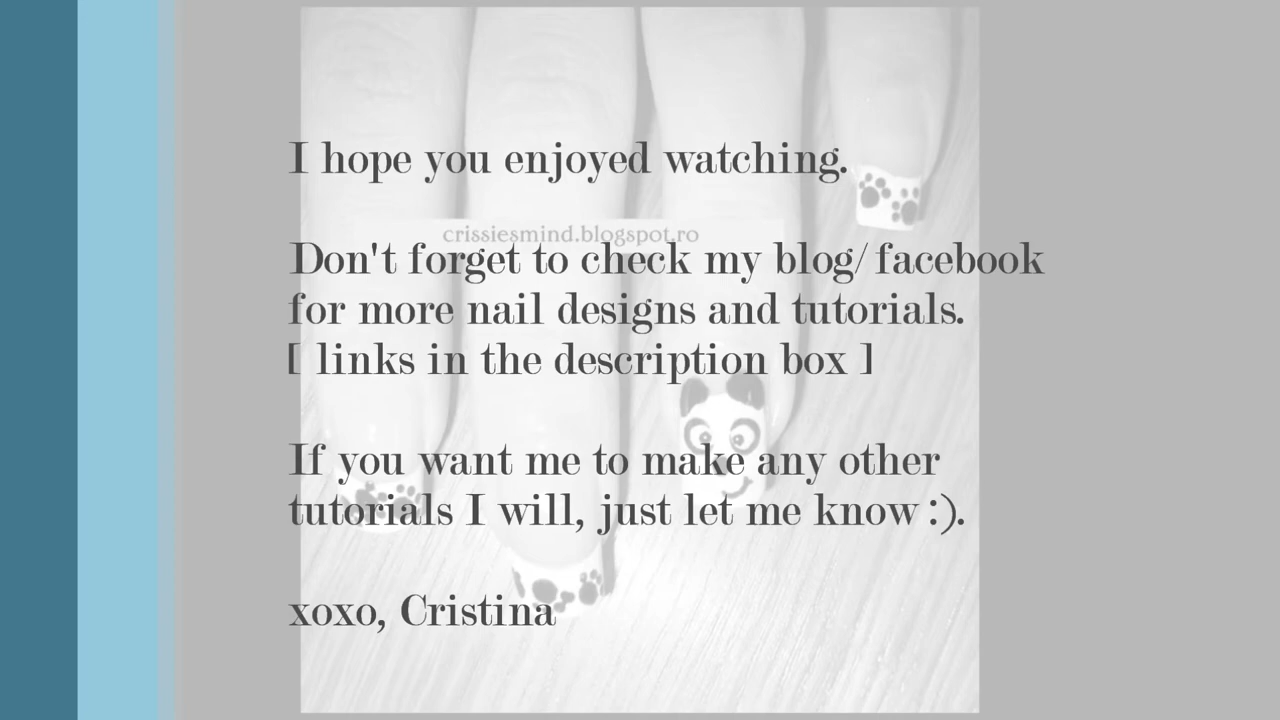 I hope you enjoyed watching.
crissiesmind.blogspot.ro
Don't forget to check my blog/facebook
for more nail designs and tutorials.
[ links in the description box ]
If you want me to make any other
tutorials I will, just let me know :).
xoxo, Cristina